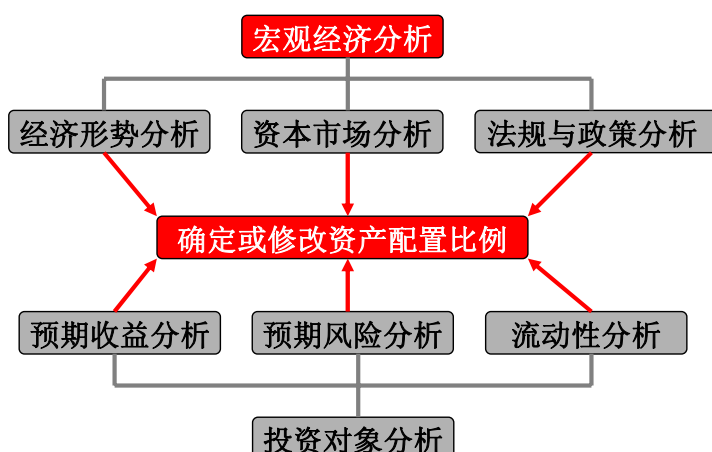 宏观经济分析
经济形势分析
资本市场分析
法规与政策分析
确定或修改资产配置比例
预期收益分析
预期风险分析
流动性分析
投资对象分析